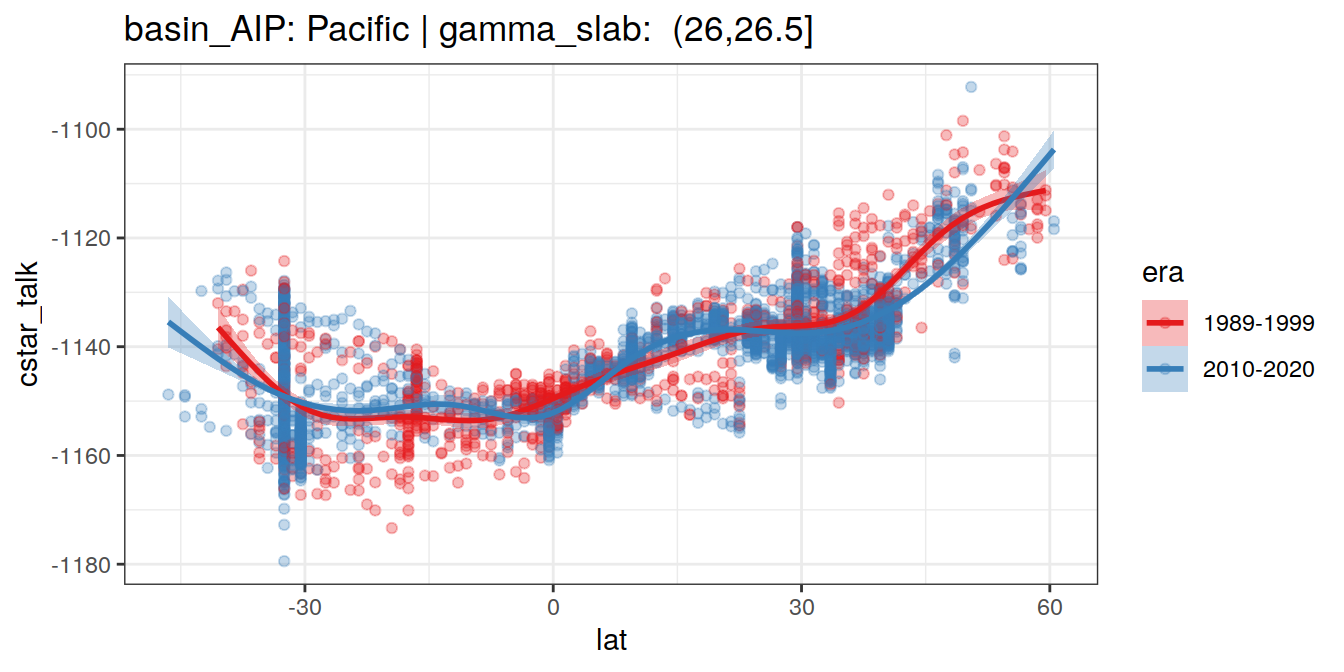 basin_AIP: Pacific | gamma_slab:  (26,26.5]
cstar_talk
-1100
-1120
-1140
-1160
-1180
-30
0
30
60
lat
era
1989-1999
2010-2020